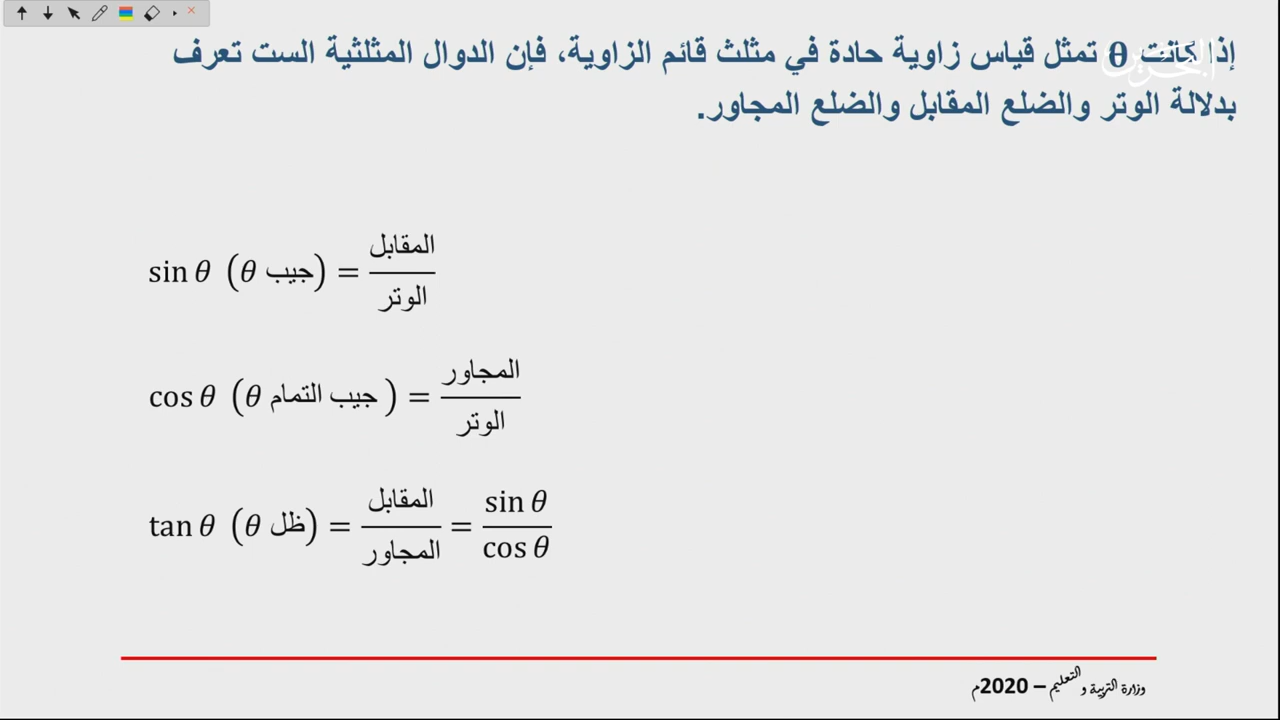 إذا كانت θ تمثل قياس زاوية حادة في مثلث قائم الزاوية، فإن الدوال المثلثية الست تعرف
بدلالة الوتر والضلع المقابل والضلع المجاور.
sin θ (جيب θ) = المقابل / الوتر
cos θ (جيب التمام θ) = المجاور / الوتر
tan θ (ظل θ) = المقابل / المجاور = sin θ / cos θ
وزارة التربية و التعليم – 2020م
البحرين